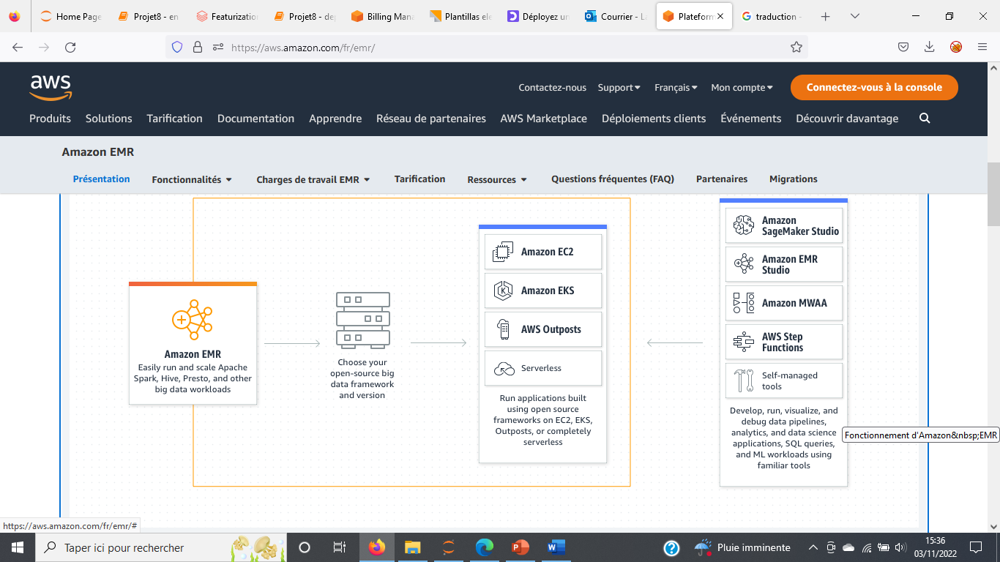 Home Page
Projet8 - en
Featurizatio
Projet8 - dep
Billing Mana
Plantillas ele
Déployez un
Courrier - La
Plateform
traduction -
https://aws.amazon.com/fr/emr/
aws
Contactez-nous Support Français Mon compte Connectez-vous à la console
Produits Solutions Tarification Documentation Apprendre Réseau de partenaires AWS Marketplace Déploiements clients Événements Découvrir davantage
Amazon EMR
Présentation Fonctionnalités Charges de travail EMR Tarification Ressources Questions fréquentes (FAQ) Partenaires Migrations
Amazon EMR
Easily run and scale Apache
Spark, Hive, Presto, and other
big data workloads
Choose your
open-source big
data framework
and version
Amazon EC2
Amazon EKS
AWS Outposts
Serverless
Run applications built
using open source
frameworks on EC2, EKS,
Outposts, or completely
serverless
Amazon
SageMaker Studio
Amazon EMR
Studio
Amazon MWAA
AWS Step
Functions
Self-managed
tools
Develop, run, visualize, and
debug data pipelines,
analytics, and data science
applications, SQL queries,
and ML workloads using
familiar tools
Fonctionnement d'Amazon&nbsp;EMR
https://aws.amazon.com/fr/emr/#
Taper ici pour rechercher
Pluie imminente
15:36
03/11/2022